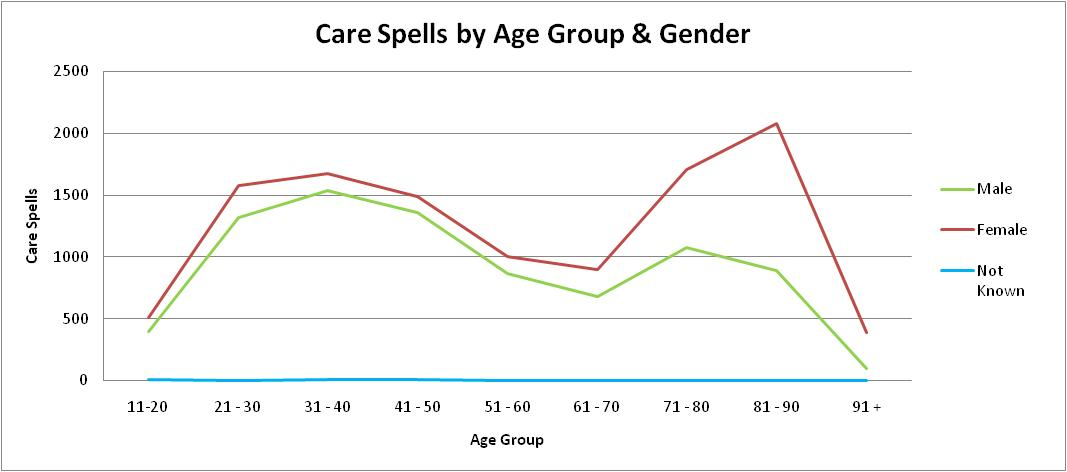 Care Spells by Age Group & Gender
2500
2000
1500
1000
500
0
Care Spells
11-20 21 - 30 31 - 40 41 - 50 51 - 60 61 - 70 71 - 80 81 - 90 91 +
Age Group
Male
Female
Not
Known